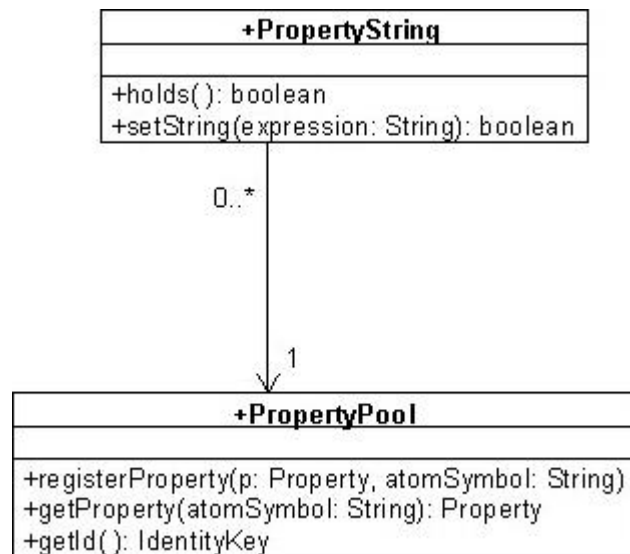 +PropertyString
+holds( ): boolean
+setString(expression: String): boolean
0..*
1
+PropertyPool
+registerProperty(p: Property, atomSymbol: String)
+getProperty(atomSymbol: String): Property
+getId( ): IdentityKey